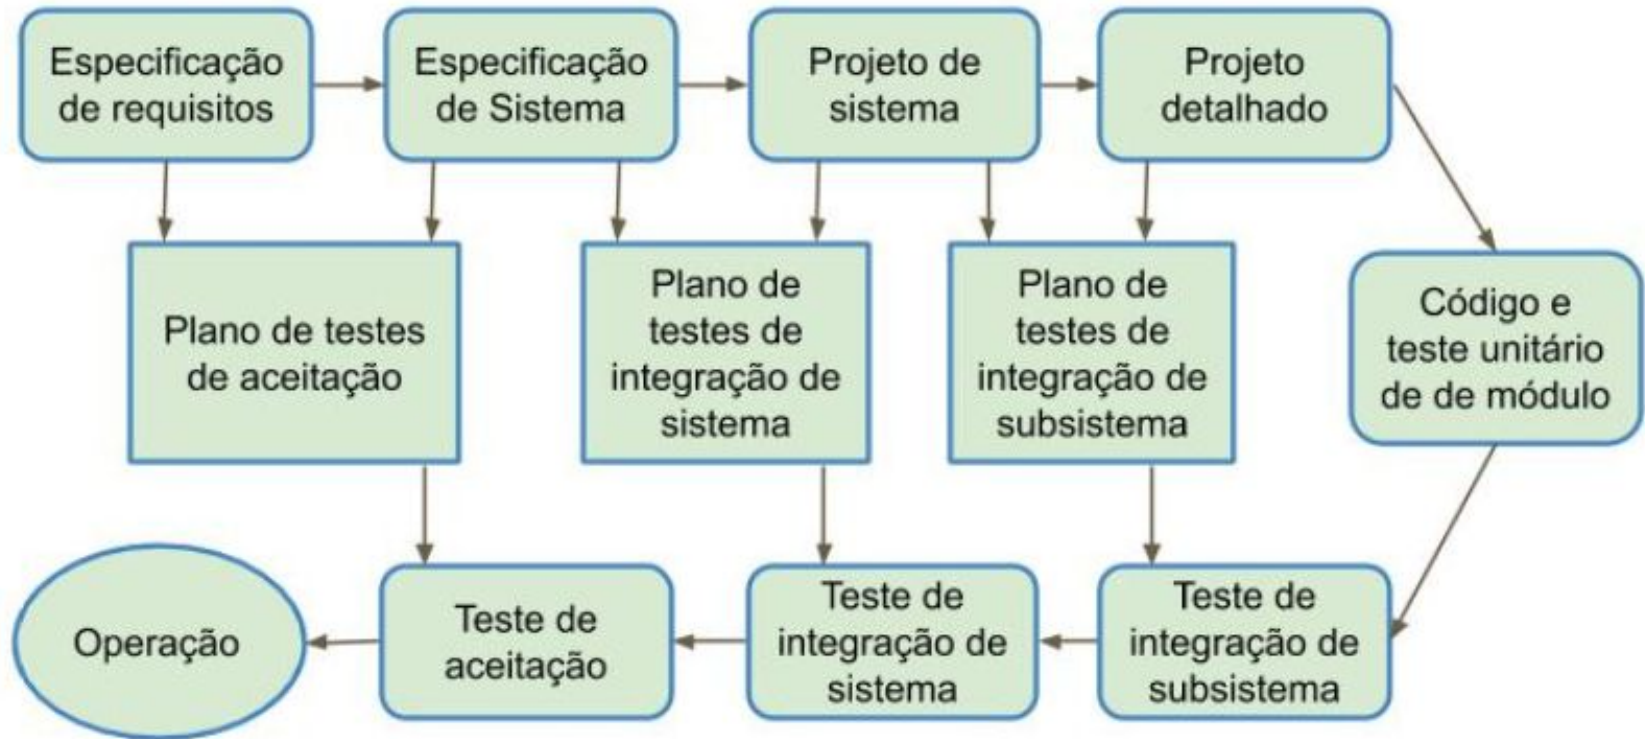 Especificação
de requisitos
Especificação
de Sistema
Projeto de
sistema
Projeto
detalhado
Plano de testes
de aceitação
Plano de
testes de
integração de
sistema
Plano de
testes de
integração de
subsistema
Código e
teste unitário
de de módulo
Operação
Teste de
aceitação
Teste de
integração de
sistema
Teste de
integração de
subsistema